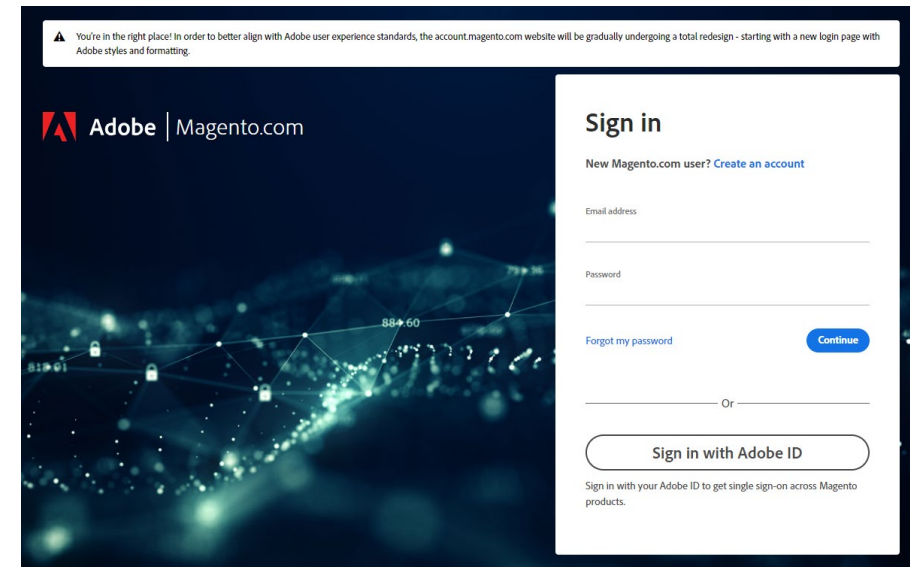 You're in the right place! In order to better align with Adobe user experience standards, the account.magento.com website will be gradually undergoing a total redesign - starting with a new login page with
Adobe styles and formatting.
Adobe | Magento.com
Sign in
New Magento.com user? Create an account
Email address
Password
884.60
Forgot my password
Continue
Or
Sign in with Adobe ID
Sign in with your Adobe ID to get single sign-on across Magento
products.